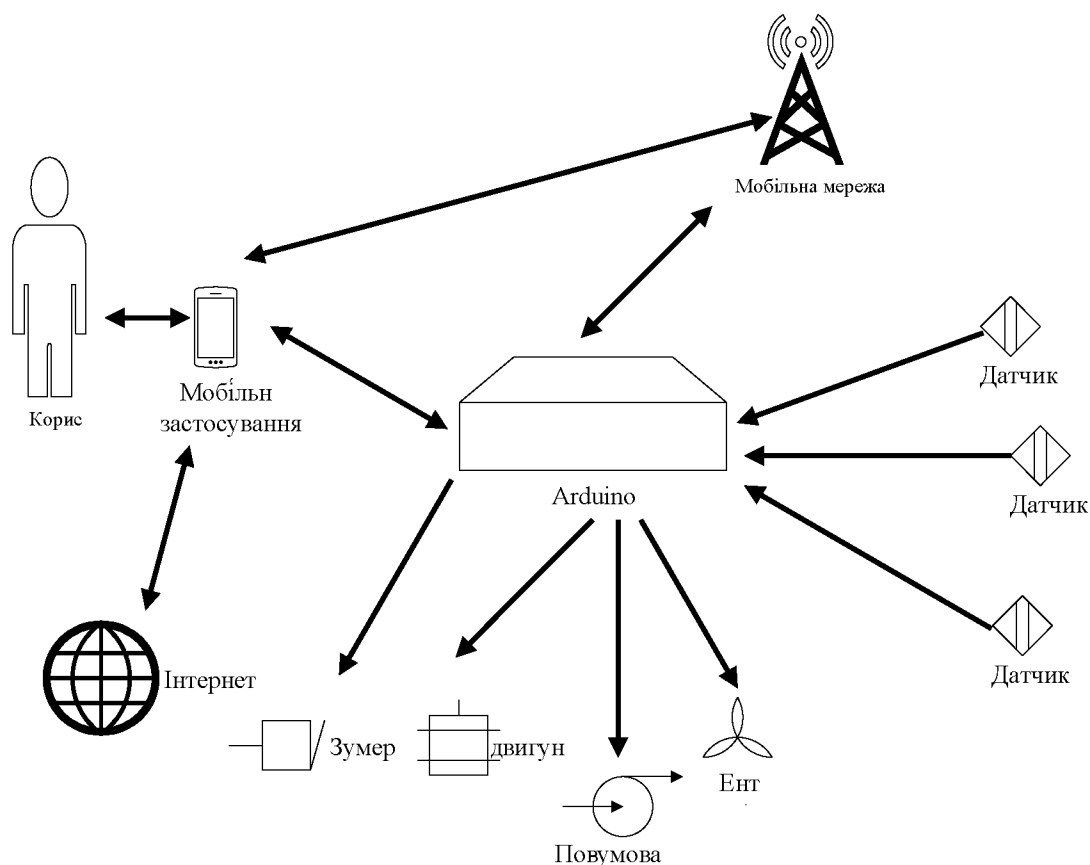 Мобільна мережа
Корис
Мобільн
застосування
Датчик
Датчик
Arduino
Датчик
Інтернет
Зумер
двигун
Ент
Повумова